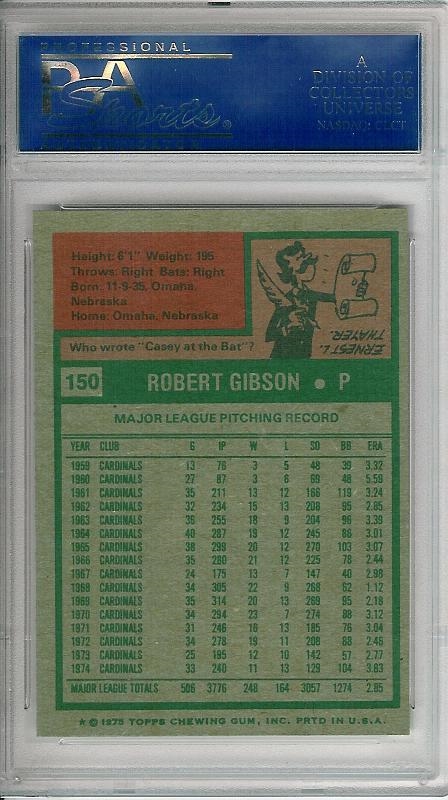 PROFESSIONAL
PSA
Sports®
AUTHENTICATOR
A
DIVISION OF
COLLECTORS
UNIVERSE
NASDAQ: CLCT
Height: 6'1" Weight: 195
Throws: Right Bats: Right
Born: 11-9-35, Omaha,
Nebraska
Home: Omaha, Nebraska
ERNEST L.
THAYER.
Who wrote "Casey at the Bat"?
150 ROBERT GIBSON • P
MAJOR LEAGUE PITCHING RECORD
YEAR CLUB G IP W L SO BB ERA
1959 CARDINALS 13 76 3 5 48 39 3.32
1960 CARDINALS 27 87 3 6 69 48 5.59
1961 CARDINALS 35 211 13 12 166 119 3.24
1962 CARDINALS 32 234 15 13 208 95 2.85
1963 CARDINALS 36 255 18 9 204 96 3.39
1964 CARDINALS 40 287 19 12 245 86 3.01
1965 CARDINALS 38 299 20 12 270 103 3.07
1966 CARDINALS 35 280 21 12 225 78 2.44
1967 CARDINALS 24 175 13 7 147 40 2.98
1968 CARDINALS 34 305 22 9 268 62 1.12
1969 CARDINALS 35 314 20 13 269 95 2.18
1970 CARDINALS 34 294 23 7 274 88 3.12
1971 CARDINALS 31 246 16 13 185 76 3.04
1972 CARDINALS 34 278 19 11 208 88 2.46
1973 CARDINALS 25 195 12 10 142 57 2.77
1974 CARDINALS 33 240 11 13 129 104 3.83
MAJOR LEAGUE TOTALS 506 3776 248 164 3057 1274 2.85
★ © 1975 TOPPS CHEWING GUM, INC. PRTD IN U.S.A.